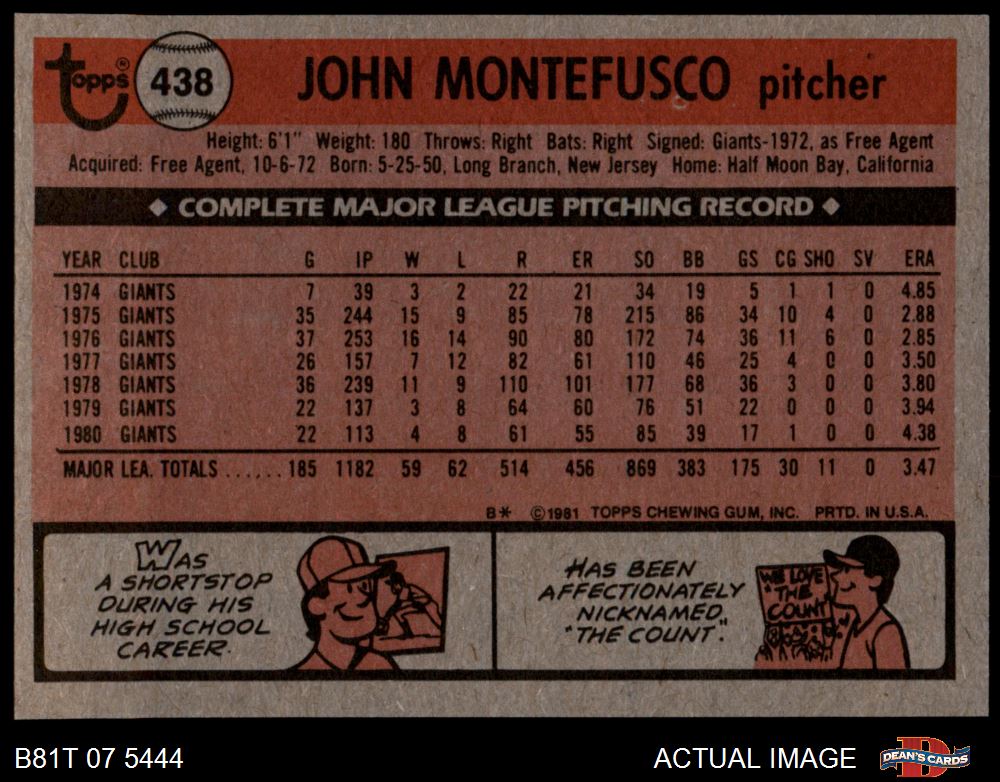 topps® 438 JOHN MONTEFUSCO pitcher
Height: 6'1" Weight: 180 Throws: Right Bats: Right Signed: Giants-1972, as Free Agent
Acquired: Free Agent, 10-6-72 Born: 5-25-50, Long Branch, New Jersey Home: Half Moon Bay, California
◆ COMPLETE MAJOR LEAGUE PITCHING RECORD ◆
YEAR CLUB G IP W L R ER SO BB GS CG SHO SV ERA
1974 GIANTS 7 39 3 2 22 21 34 19 5 1 1 0 4.85
1975 GIANTS 35 244 15 9 85 78 215 86 34 10 4 0 2.88
1976 GIANTS 37 253 16 14 90 80 172 74 36 11 6 0 2.85
1977 GIANTS 26 157 7 12 82 61 110 46 25 4 0 0 3.50
1978 GIANTS 36 239 11 9 110 101 177 68 36 3 0 0 3.80
1979 GIANTS 22 137 3 8 64 60 76 51 22 0 0 0 3.94
1980 GIANTS 22 113 4 8 61 55 85 39 17 1 0 0 4.38
MAJOR LEA. TOTALS ...... 185 1182 59 62 514 456 869 383 175 30 11 0 3.47
B* ©1981 TOPPS CHEWING GUM, INC. PRTD. IN U.S.A.
WAS
A SHORTSTOP
DURING HIS
HIGH SCHOOL
CAREER.
HAS BEEN
AFFECTIONATELY
NICKNAMED
"THE COUNT".
WE LOVE
"THE
COUNT"
B81T 07 5444
ACTUAL IMAGE
DEAN'S CARDS